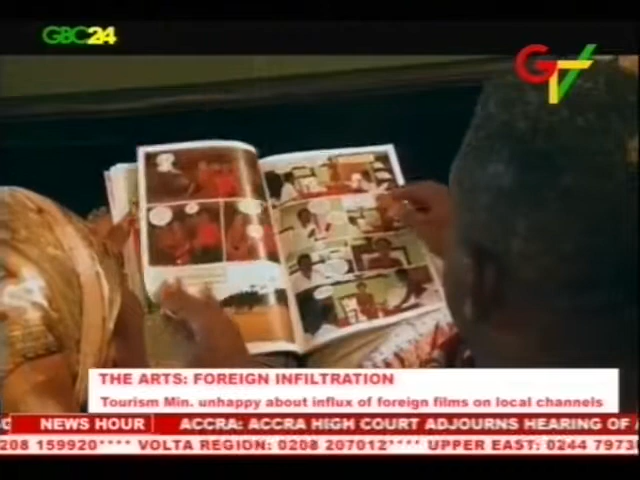 GBC24
GTV
THE ARTS: FOREIGN INFILTRATION
Tourism Min. unhappy about influx of foreign films on local channels
NEWS HOUR ACCRA: ACCRA HIGH COURT ADJOURNS HEARING OF
208 159920**** VOLTA REGION: 0208 207012**** UPPER EAST: 0244 7973